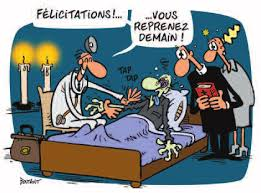 FÉLICITATIONS!...
...VOUS
REPRENEZ
DEMAIN !
TAP
TAP